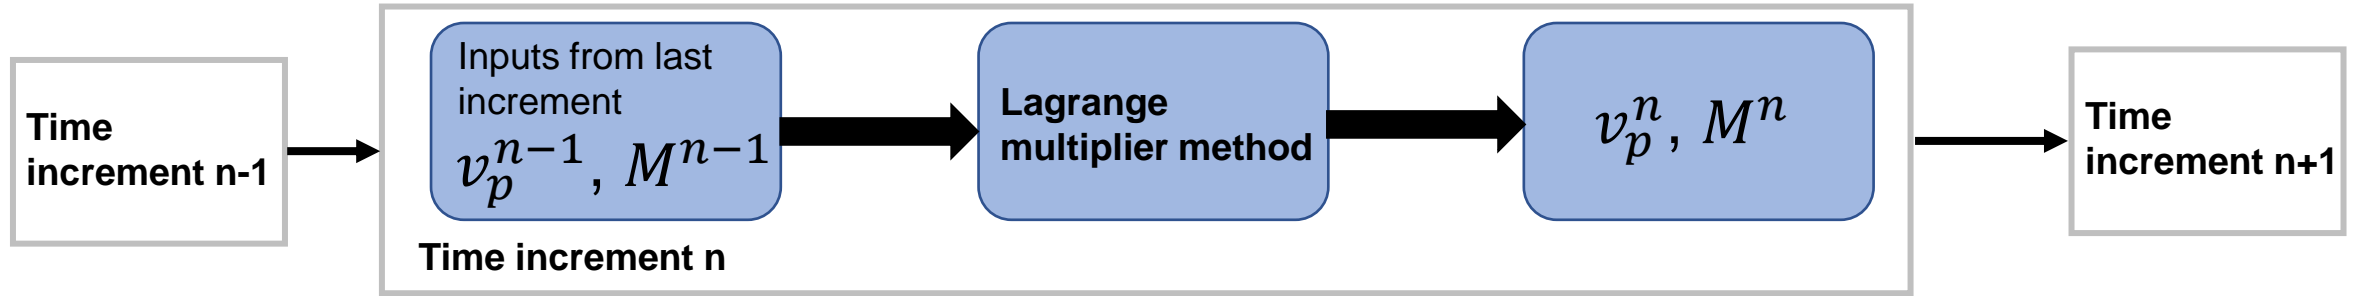 Time
increment n-1
Inputs from last
increment
$v_p^{n-1}$, $M^{n-1}$
Lagrange
multiplier method
$v_p^n$, $M^n$
Time increment n
Time
increment n+1